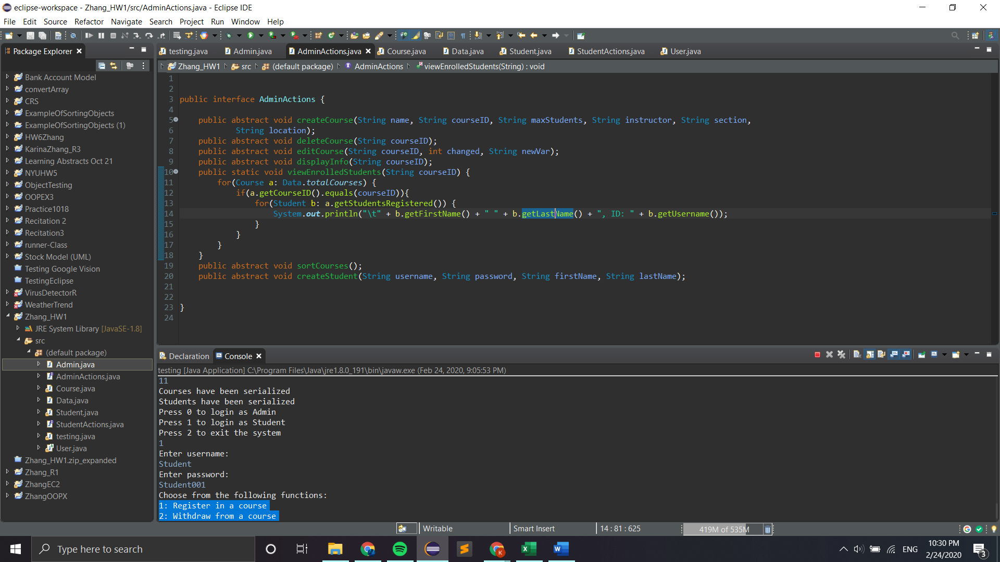 eclipse-workspace - Zhang_HW1/src/AdminActions.java - Eclipse IDE
File Edit Source Refactor Navigate Search Project Run Window Help
Package Explorer
testing.java Admin.java AdminActions.java Course.java Data.java Student.java StudentActions.java User.java
Zhang_HW1 src (default package) AdminActions viewEnrolledStudents(String) : void
Bank Account Model
convertArray
CRS
ExampleOfSortingObjects
ExampleOfSortingObjects (1)
HW6Zhang
KarinaZhang_R3
Learning Abstracts Oct 21
NYUHW5
ObjectTesting
OOPEX3
Practice1018
Recitation 2
Recitation3
runner-Class
Stock Model (UML)
Testing Google Vision
TestingEclipse
VirusDetectorR
WeatherTrend
Zhang_HW1
JRE System Library [JavaSE-1.8]
src
(default package)
Admin.java
AdminActions.java
Course.java
Data.java
Student.java
StudentActions.java
testing.java
User.java
Zhang_HW1.zip_expanded
Zhang_R1
ZhangEC2
ZhangOOPX
1
2
3 public interface AdminActions {
4
5 public abstract void createCourse(String name, String courseID, String maxStudents, String instructor, String section,
6 String location);
7 public abstract void deleteCourse(String courseID);
8 public abstract void editCourse(String courseID, int changed, String newVar);
9 public abstract void displayInfo(String courseID);
10 public static void viewEnrolledStudents(String courseID) {
11 for(Course a: Data.totalCourses) {
12 if(a.getCourseID().equals(courseID)){
13 for(Student b: a.getStudentsRegistered()) {
14 System.out.println("\t" + b.getFirstName() + " " + b.getLastName() + ", ID: " + b.getUsername());
15 }
16 }
17 }
18 }
19 public abstract void sortCourses();
20 public abstract void createStudent(String username, String password, String firstName, String lastName);
21
22
23 }
24
Declaration Console
testing [Java Application] C:\Program Files\Java\jre1.8.0_191\bin\javaw.exe (Feb 24, 2020, 9:05:53 PM)
11
Courses have been serialized
Students have been serialized
Press 0 to login as Admin
Press 1 to login as Student
Press 2 to exit the system
1
Enter username:
Student
Enter password:
Student001
Choose from the following functions:
1: Register in a course
2: Withdraw from a course
Writable Smart Insert 14 : 81 : 625 419M of 535M
Type here to search
ENG
10:30 PM
2/24/2020
3